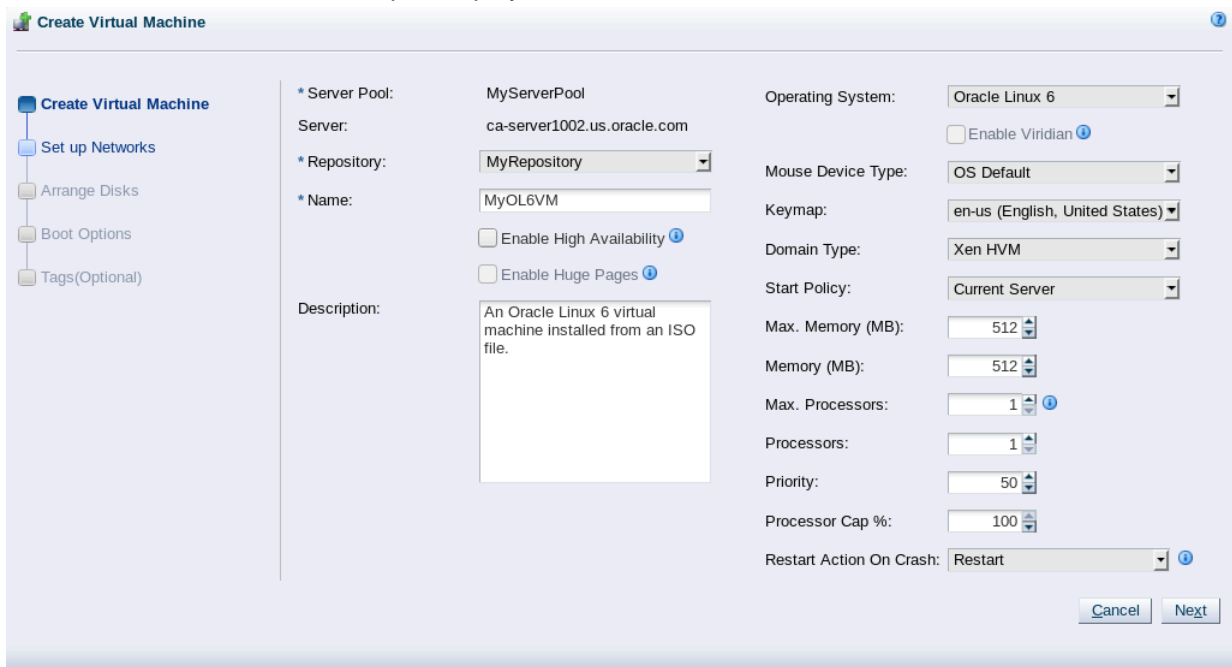 Create Virtual Machine
Create Virtual Machine
Set up Networks
Arrange Disks
Boot Options
Tags(Optional)
* Server Pool: MyServerPool
Server: ca-server1002.us.oracle.com
* Repository: MyRepository
* Name: MyOL6VM
Enable High Availability
Enable Huge Pages
Description: An Oracle Linux 6 virtual
machine installed from an ISO
file.
Operating System: Oracle Linux 6
Enable Viridian
Mouse Device Type: OS Default
Keymap: en-us (English, United States)
Domain Type: Xen HVM
Start Policy: Current Server
Max. Memory (MB): 512
Memory (MB): 512
Max. Processors: 1
Processors: 1
Priority: 50
Processor Cap %: 100
Restart Action On Crash: Restart
Cancel Next